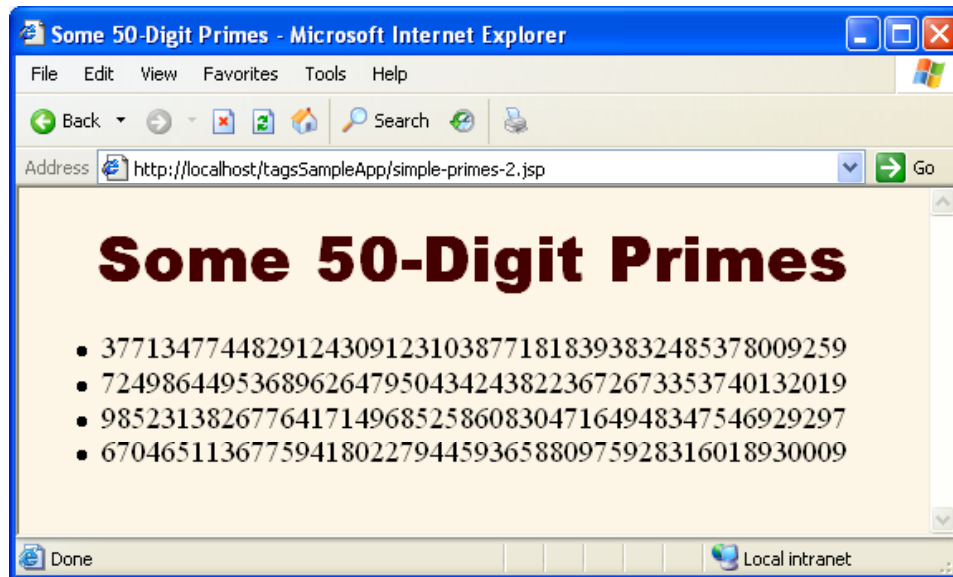 Some 50-Digit Primes - Microsoft Internet Explorer
File Edit View Favorites Tools Help
Back Search
Address http://localhost/tagsSampleApp/simple-primes-2.jsp Go
Some 50-Digit Primes
37713477448291243091231038771818393832485378009259
72498644953689626479504342438223672673353740132019
98523138267764171496852586083047164948347546929297
67046511367759418022794459365880975928316018930009
Done Local intranet